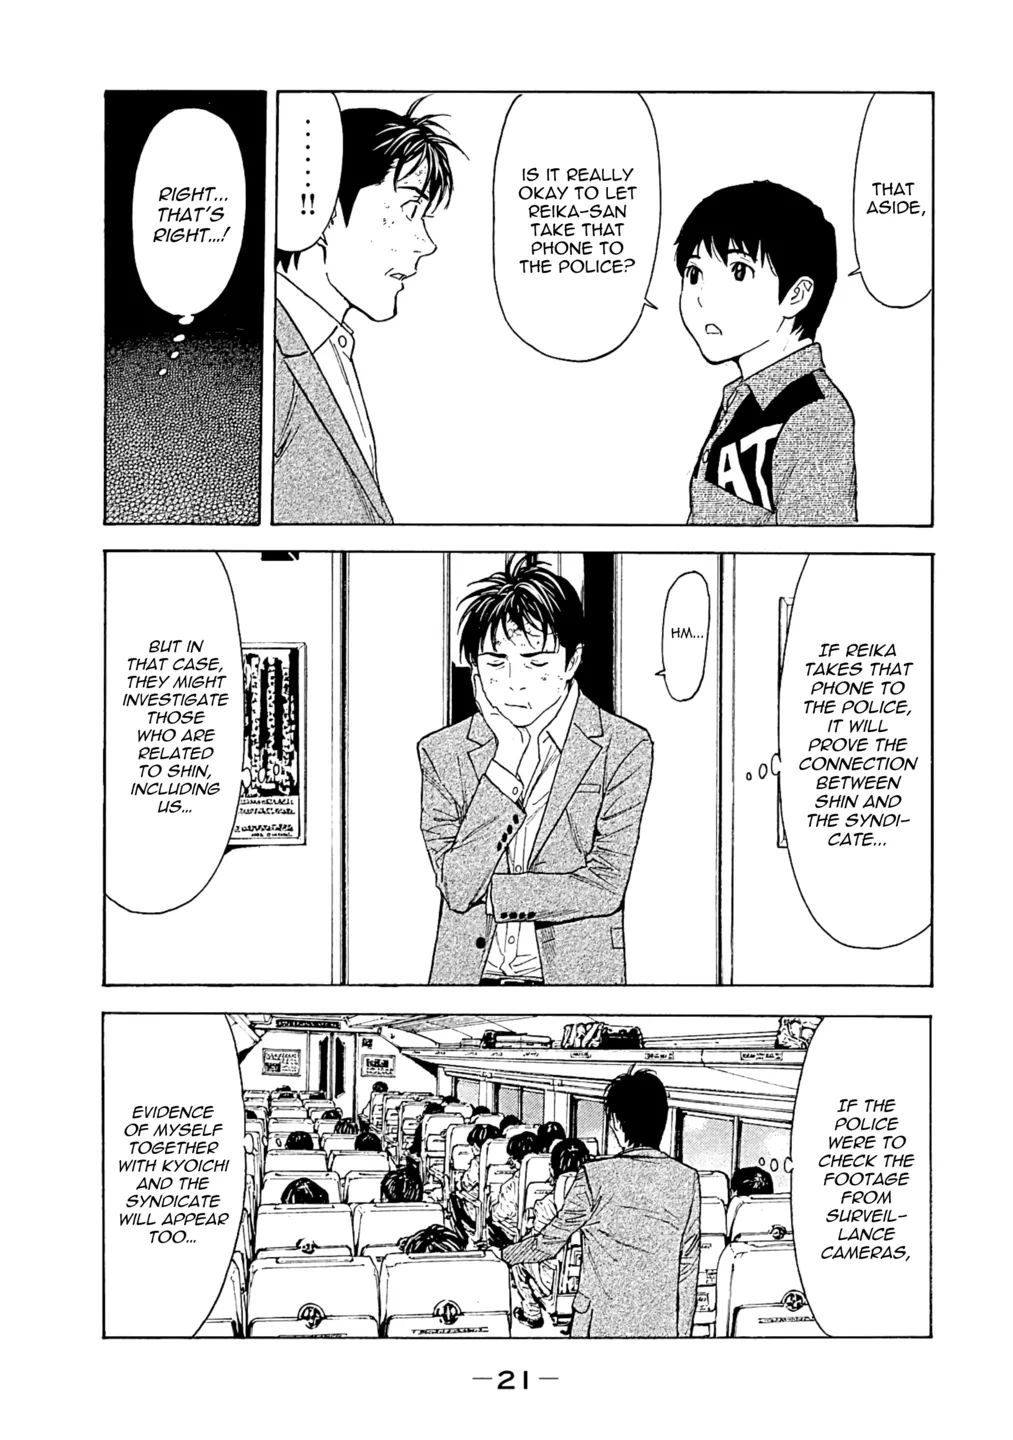 THAT
ASIDE,
IS IT REALLY
OKAY TO LET
REIKA-SAN
TAKE THAT
PHONE TO
THE POLICE?
.......!!
AT
RIGHT...
THAT'S
RIGHT...!
IF REIKA
TAKES THAT
PHONE TO
THE POLICE,
IT WILL
PROVE THE
CONNECTION
BETWEEN
SHIN AND
THE SYNDI-
CATE...
HM...
BUT IN
THAT CASE,
THEY MIGHT
INVESTIGATE
THOSE
WHO ARE
RELATED
TO SHIN,
INCLUDING
US...
IF THE
POLICE
WERE TO
CHECK THE
FOOTAGE
FROM
SURVEIL-
LANCE
CAMERAS,
EVIDENCE
OF MYSELF
TOGETHER
WITH KYOICHI
AND THE
SYNDICATE
WILL APPEAR
TOO...
—21—